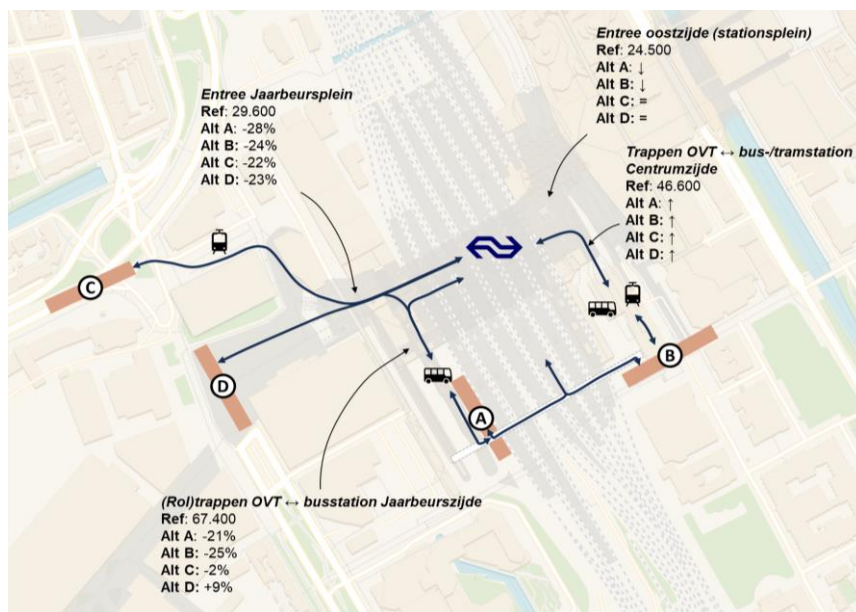 Entree oostzijde (stationsplein)
Ref: 24.500
Alt A: ↓
Alt B: ↓
Alt C: =
Alt D: =
Entree Jaarbeursplein
Ref: 29.600
Alt A: -28%
Alt B: -24%
Alt C: -22%
Alt D: -23%
Trappen OVT ↔ bus-/tramstation
Centrumzijde
Ref: 46.600
Alt A: ↑
Alt B: ↑
Alt C: ↑
Alt D: ↑
C
D
A
B
(Rol)trappen OVT ↔ busstation Jaarbeurszijde
Ref: 67.400
Alt A: -21%
Alt B: -25%
Alt C: -2%
Alt D: +9%